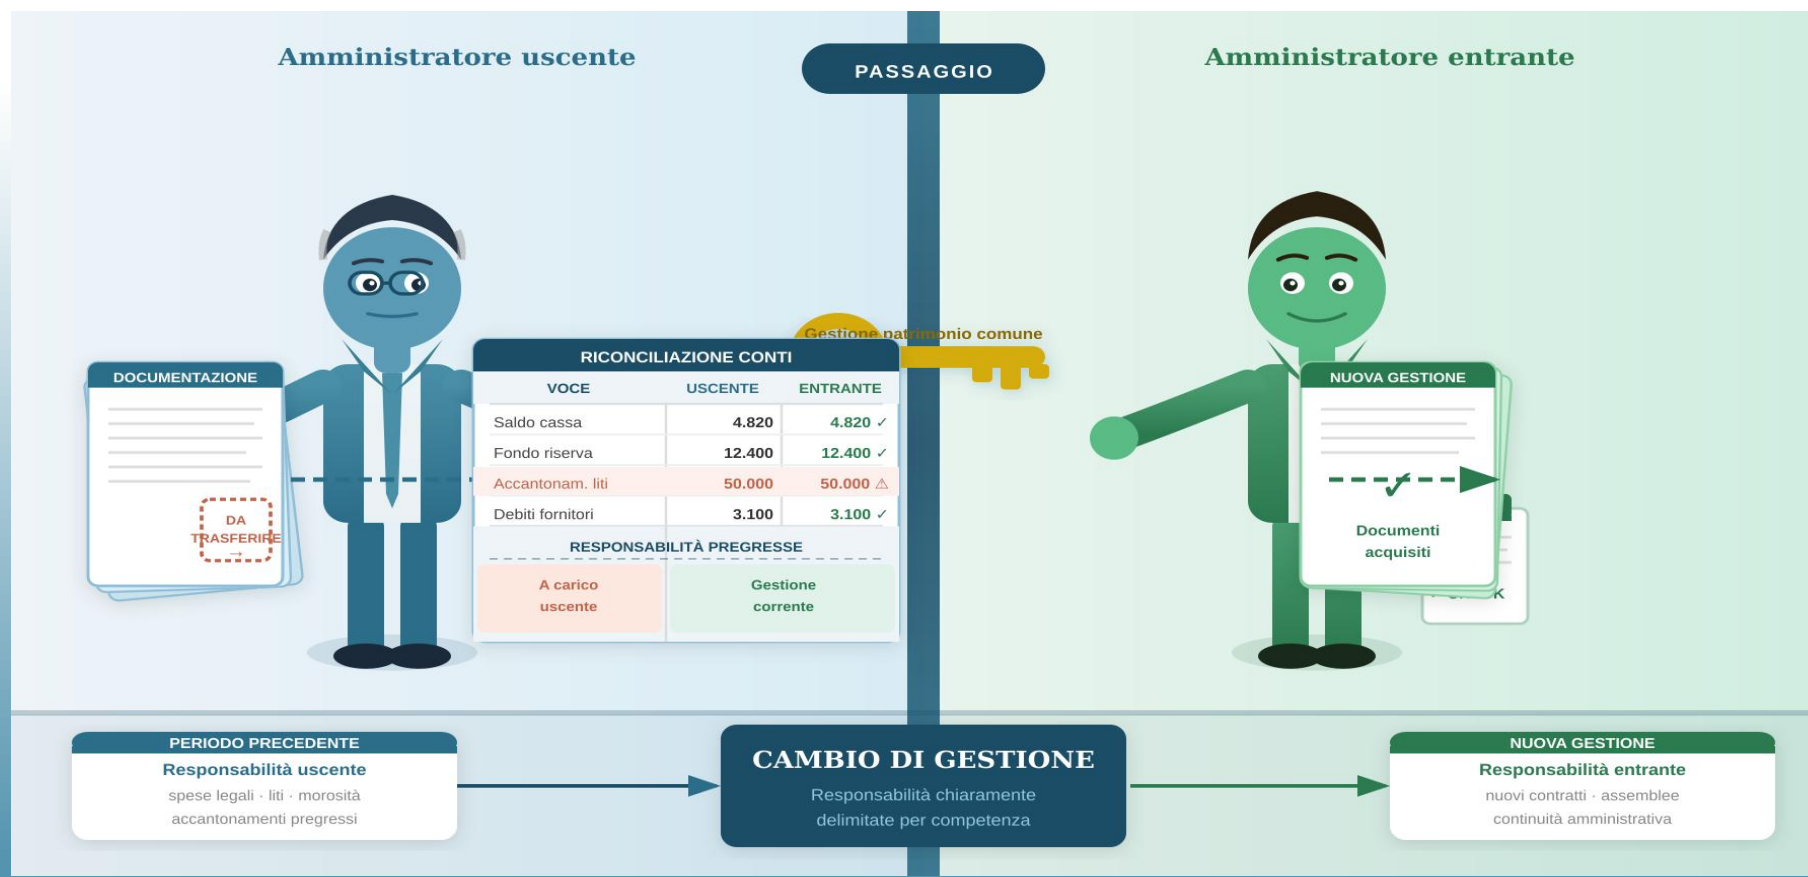 Amministratore uscente
PASSAGGIO
Amministratore entrante
Gestione patrimonio comune
DOCUMENTAZIONE
DA
TRASFERIRE
→
RICONCILIAZIONE CONTI
VOCE USCENTE ENTRANTE
Saldo cassa 4.820 4.820 ✓
Fondo riserva 12.400 12.400 ✓
Accantonam. liti 50.000 50.000 ⚠
Debiti fornitori 3.100 3.100 ✓
RESPONSABILITÀ PREGRESSE
A carico
uscente
Gestione
corrente
NUOVA GESTIONE
✓
Documenti
acquisiti
PERIODO PRECEDENTE
Responsabilità uscente
spese legali · liti · morosità
accantonamenti pregressi
CAMBIO DI GESTIONE
Responsabilità chiaramente
delimitate per competenza
NUOVA GESTIONE
Responsabilità entrante
nuovi contratti · assemblee
continuità amministrativa